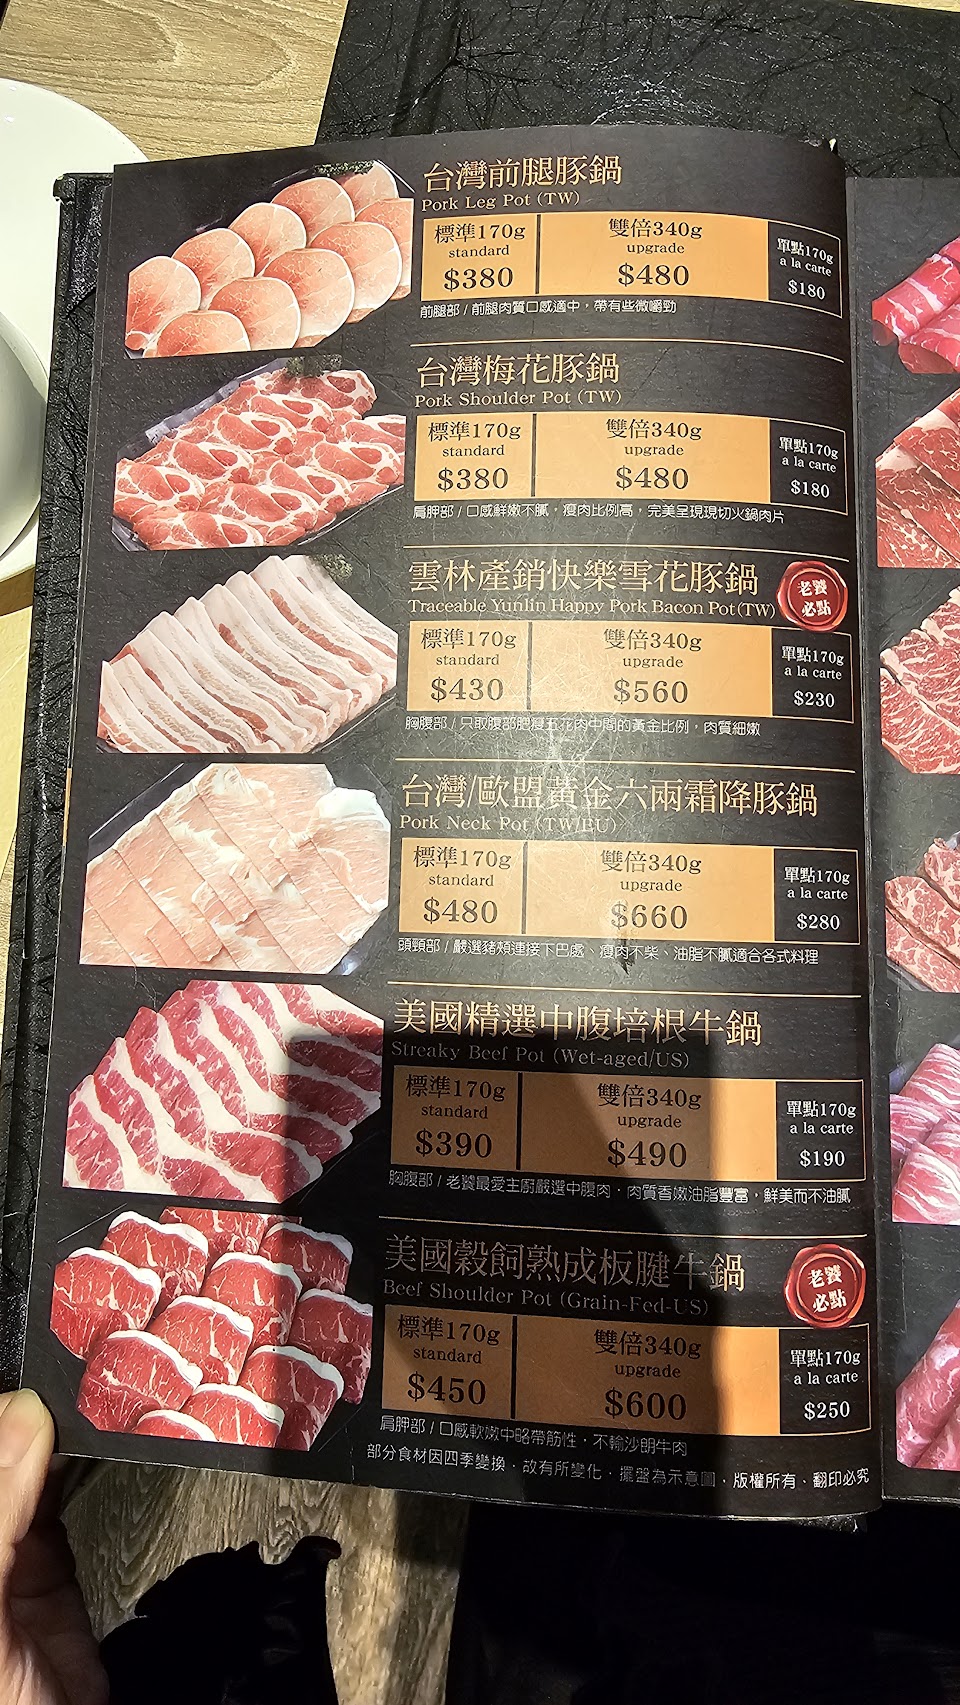 台灣前腿豚鍋
Pork Leg Pot (TW)
標準170g
standard
$380
雙倍340g
upgrade
$480
單點170g
a la carte
$180
前腿部 / 前腿肉質口感適中，帶有些微嚼勁
台灣梅花豚鍋
Pork Shoulder Pot (TW)
標準170g
standard
$380
雙倍340g
upgrade
$480
單點170g
a la carte
$180
肩胛部 / 口感鮮嫩不膩，瘦肉比例高，完美呈現現切火鍋肉片
雲林產銷快樂雪花豚鍋
Traceable Yunlin Happy Pork Bacon Pot(TW)
老饕
必點
標準170g
standard
$430
雙倍340g
upgrade
$560
單點170g
a la carte
$230
胸腹部 / 只取腹部肥瘦五花肉中間的黃金比例，肉質細嫩
台灣/歐盟黃金六兩霜降豚鍋
Pork Neck Pot (TW/EU)
標準170g
standard
$480
雙倍340g
upgrade
$660
單點170g
a la carte
$280
頭頸部 / 嚴選豬頰連接下巴處、瘦肉不柴、油脂不膩適合各式料理
美國精選中腹培根牛鍋
Streaky Beef Pot (Wet-aged/US)
標準170g
standard
$390
雙倍340g
upgrade
$490
單點170g
a la carte
$190
胸腹部 / 老饕最愛主廚嚴選中腹肉．肉質香嫩油脂豐富，鮮美而不油膩
美國穀飼熟成板腱牛鍋
Beef Shoulder Pot (Grain-Fed-US)
老饕
必點
標準170g
standard
$450
雙倍340g
upgrade
$600
單點170g
a la carte
$250
肩胛部 / 口感軟嫩中略帶筋性．不輸沙朗牛肉
部分食材因四季變換．故有所變化．擺盤為示意圖．版權所有．翻印必究